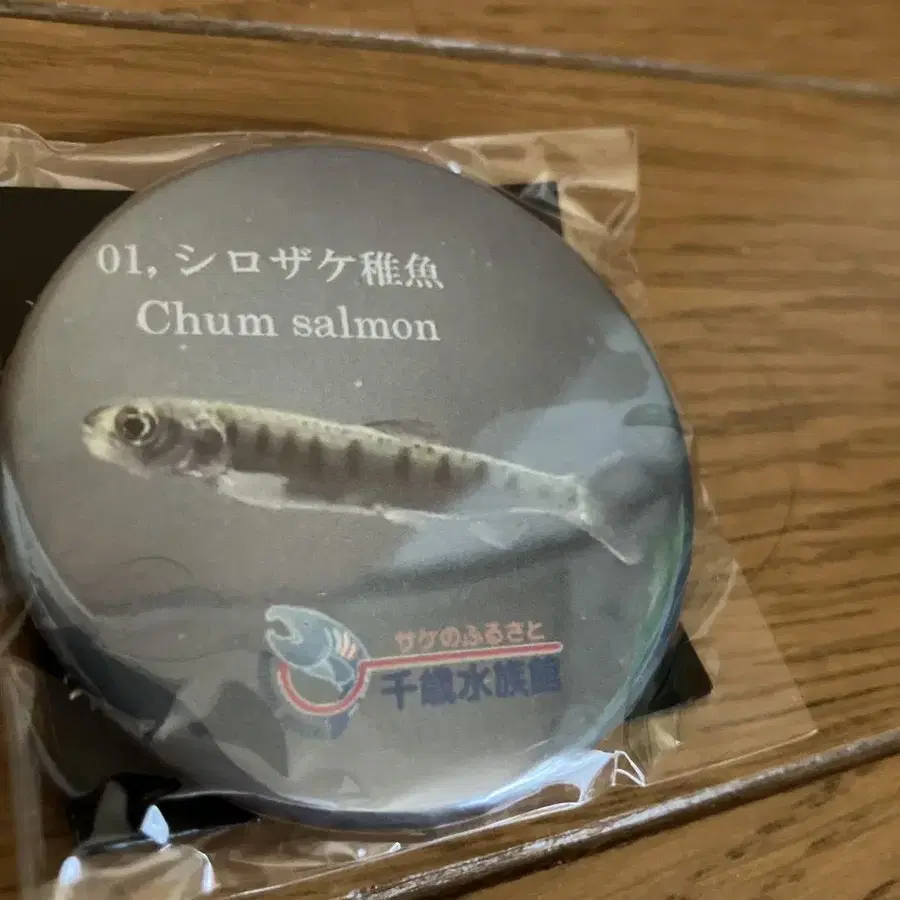 01, シロザケ稚魚
Chum salmon
サケのふるさと
千歳水族館